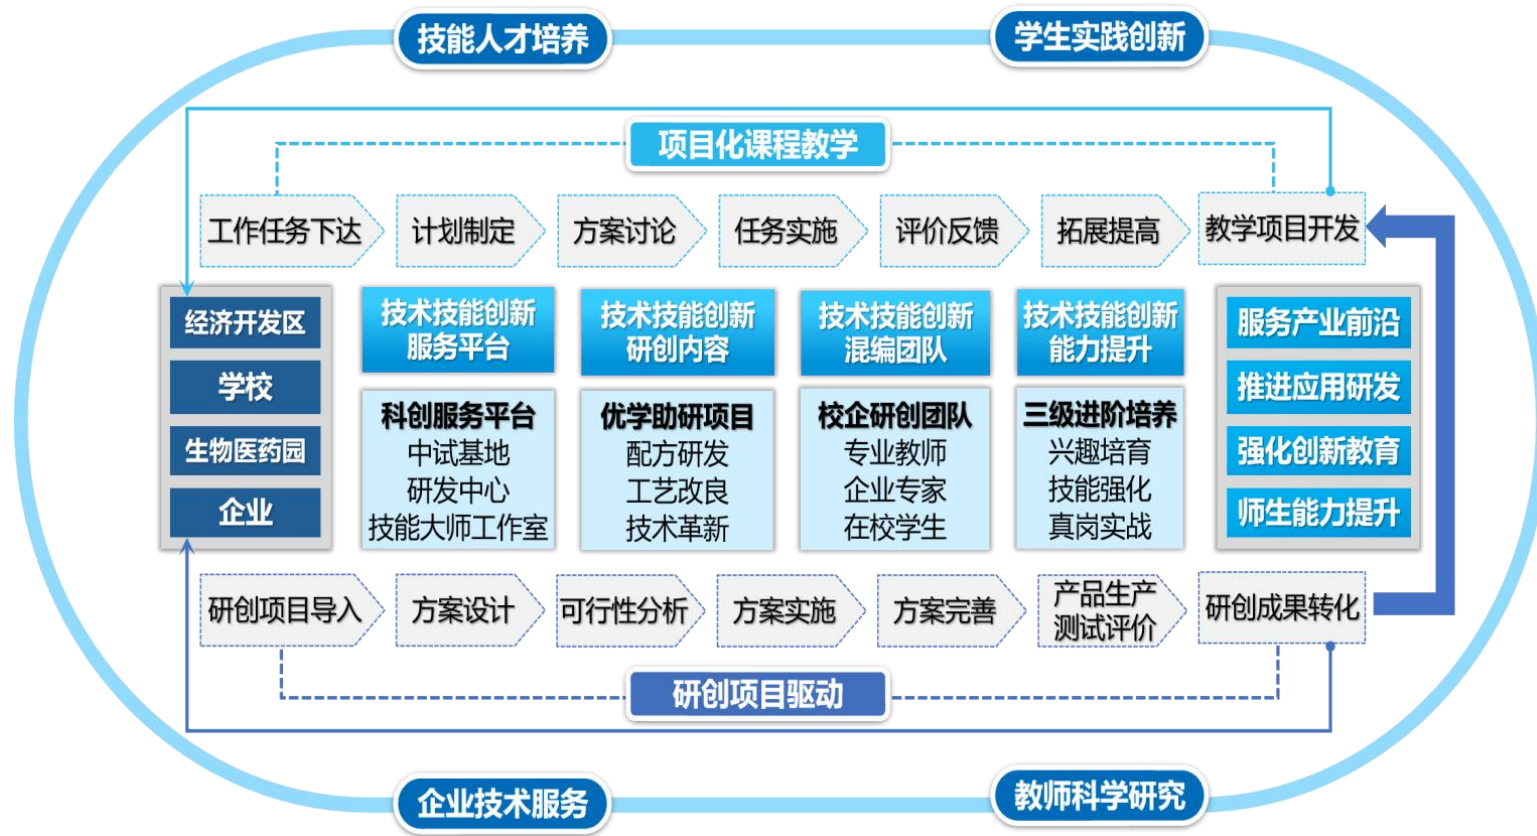 技能人才培养
学生实践创新
项目化课程教学
工作任务下达
计划制定
方案讨论
任务实施
评价反馈
拓展提高
教学项目开发
经济开发区
学校
生物医药园
企业
技术技能创新
服务平台
科创服务平台
中试基地
研发中心
技能大师工作室
技术技能创新
研创内容
优学助研项目
配方研发
工艺改良
技术革新
技术技能创新
混编团队
校企研创团队
专业教师
企业专家
在校学生
技术技能创新
能力提升
三级进阶培养
兴趣培育
技能强化
真岗实战
服务产业前沿
推进应用研发
强化创新教育
师生能力提升
研创项目导入
方案设计
可行性分析
方案实施
方案完善
产品生产
测试评价
研创成果转化
研创项目驱动
企业技术服务
教师科学研究